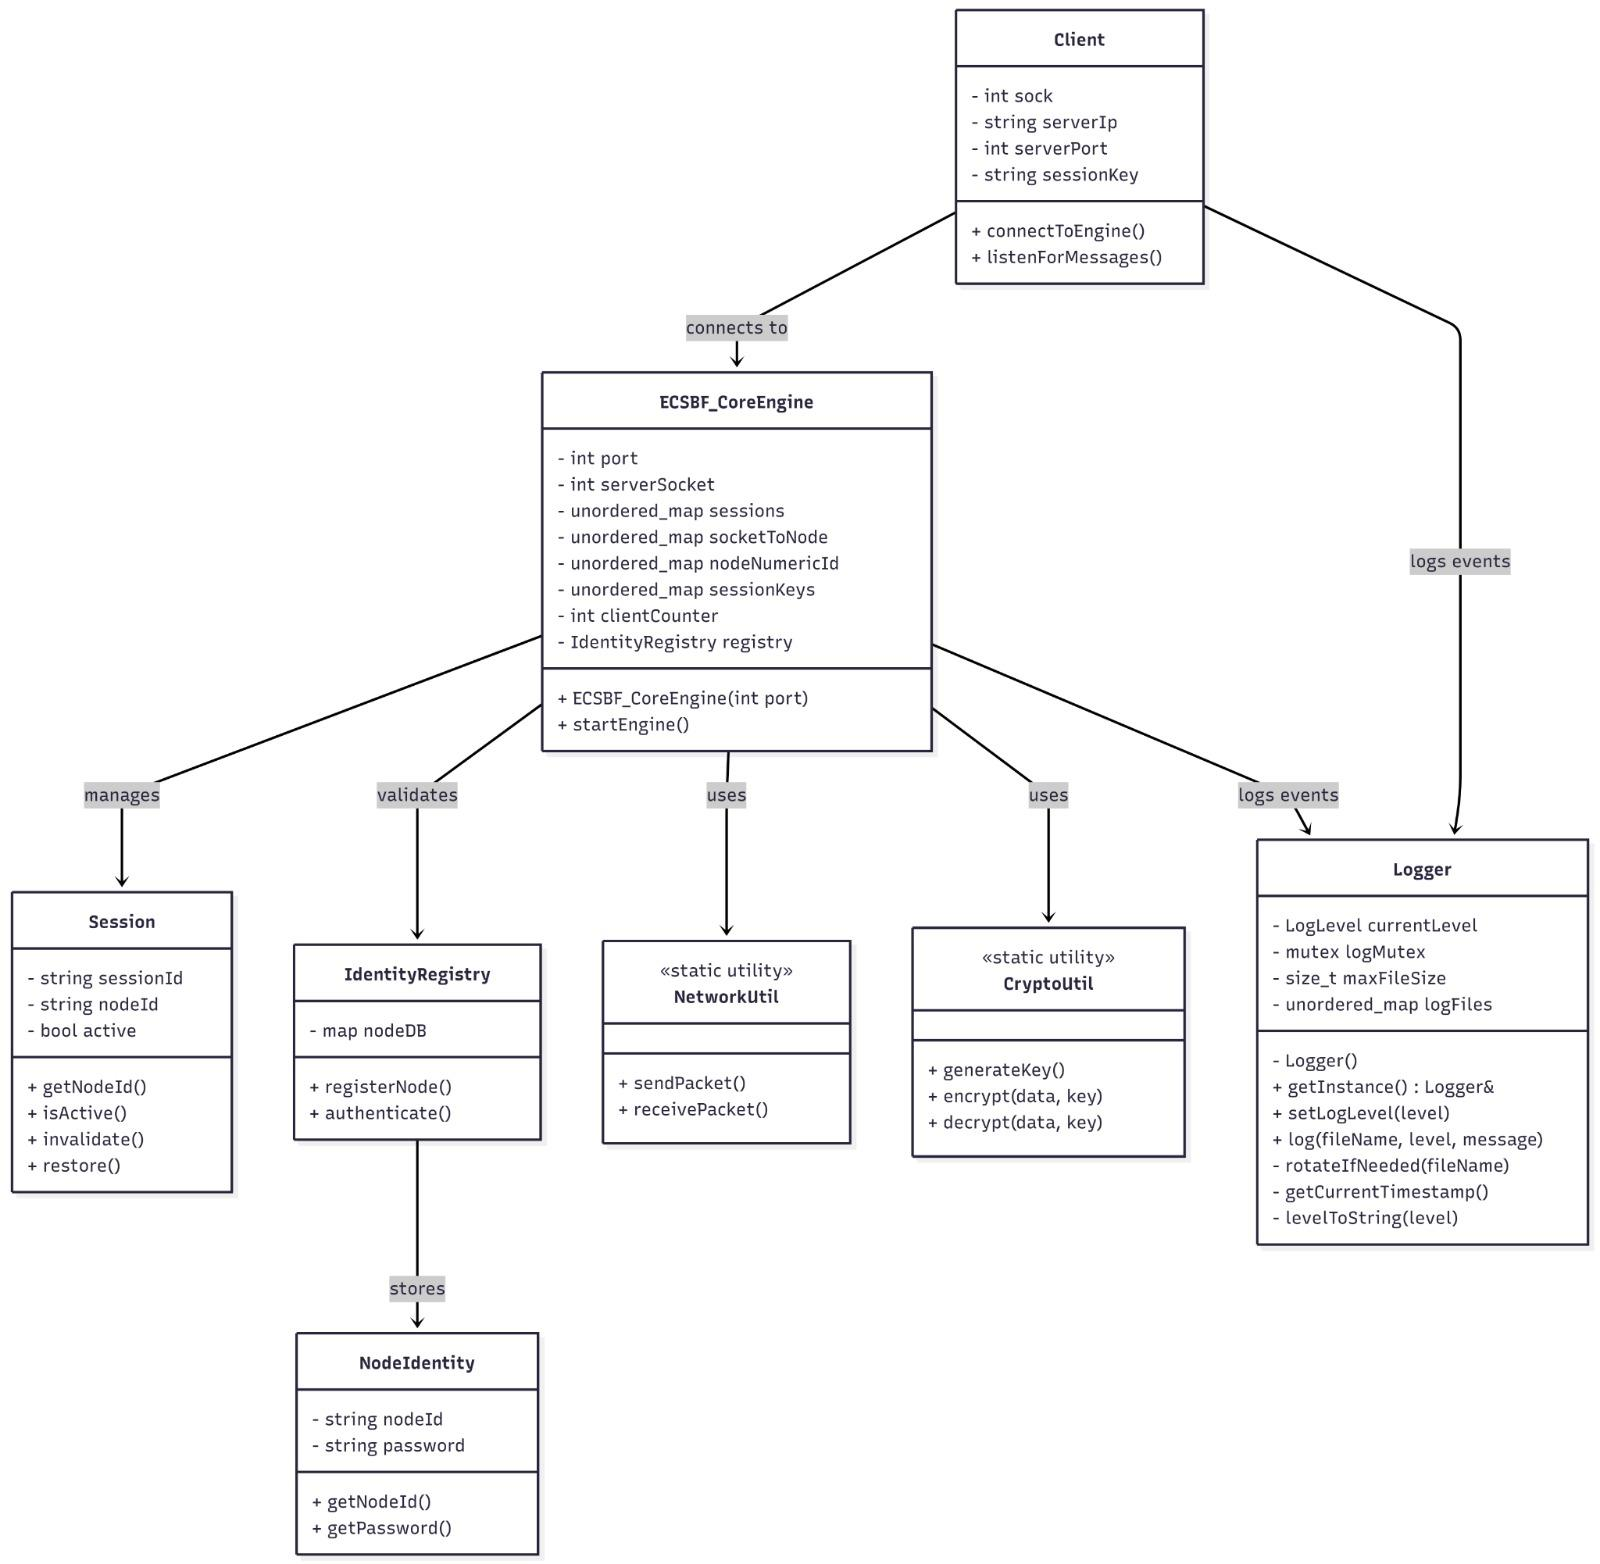 Client
- int sock
- string serverIp
- int serverPort
- string sessionKey
+ connectToEngine()
+ listenForMessages()
connects to
logs events
ECSBF_CoreEngine
- int port
- int serverSocket
- unordered_map sessions
- unordered_map socketToNode
- unordered_map nodeNumericId
- unordered_map sessionKeys
- int clientCounter
- IdentityRegistry registry
+ ECSBF_CoreEngine(int port)
+ startEngine()
manages
validates
uses
uses
logs events
Session
- string sessionId
- string nodeId
- bool active
+ getNodeId()
+ isActive()
+ invalidate()
+ restore()
IdentityRegistry
- map nodeDB
+ registerNode()
+ authenticate()
«static utility»
NetworkUtil
+ sendPacket()
+ receivePacket()
«static utility»
CryptoUtil
+ generateKey()
+ encrypt(data, key)
+ decrypt(data, key)
Logger
- LogLevel currentLevel
- mutex logMutex
- size_t maxFileSize
- unordered_map logFiles
- Logger()
+ getInstance() : Logger&
+ setLogLevel(level)
+ log(fileName, level, message)
- rotateIfNeeded(fileName)
- getCurrentTimestamp()
- levelToString(level)
stores
NodeIdentity
- string nodeId
- string password
+ getNodeId()
+ getPassword()